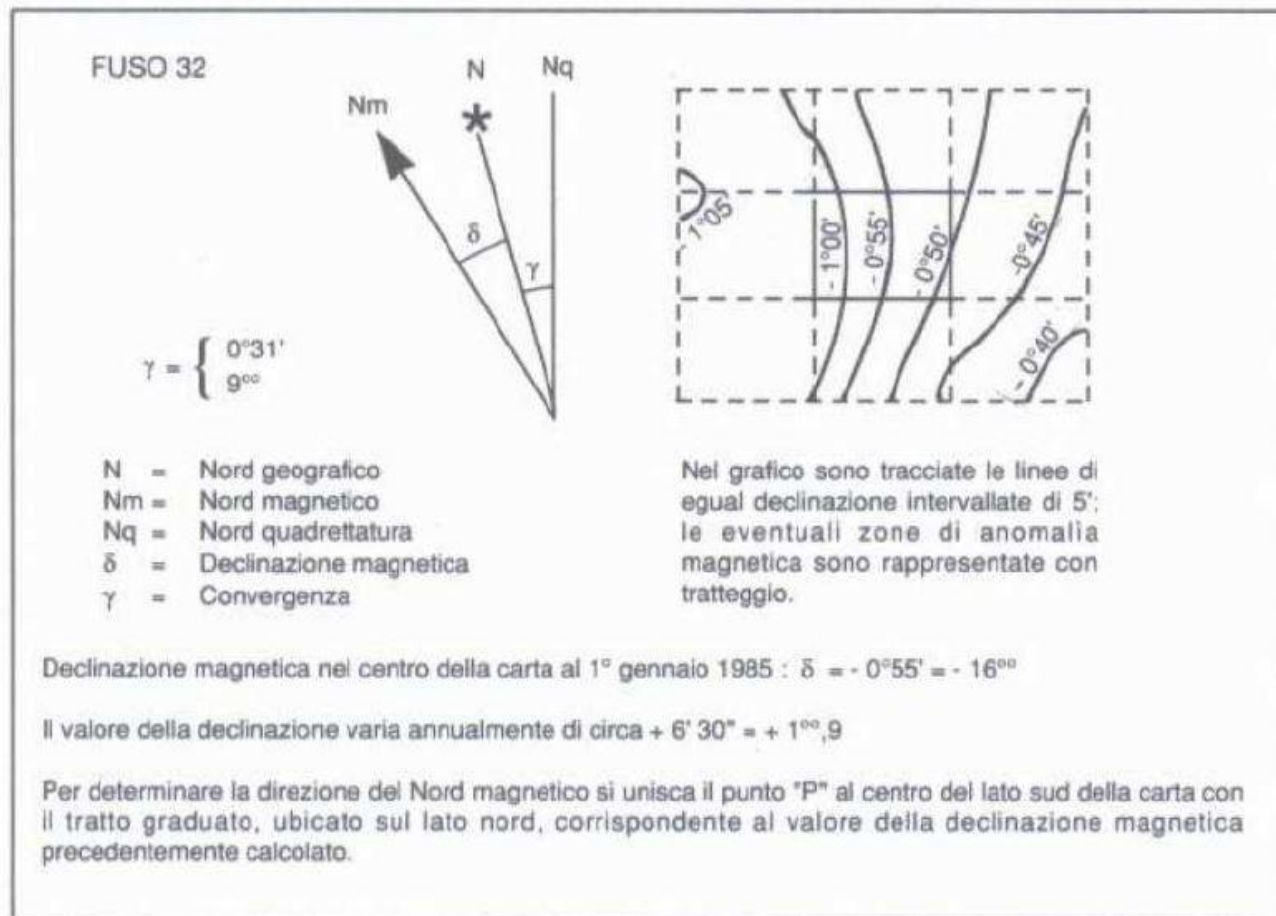 FUSO 32
N
Nq
Nm
δ
γ
γ = { 0°31'
9°°
- 1°05'
- 1°00'
- 0°55'
- 0°50'
-0°45'
- 0°40'
N = Nord geografico
Nm = Nord magnetico
Nq = Nord quadrettatura
δ = Declinazione magnetica
γ = Convergenza
Nel grafico sono tracciate le linee di
egual declinazione intervallate di 5':
le eventuali zone di anomalia
magnetica sono rappresentate con
tratteggio.
Declinazione magnetica nel centro della carta al 1° gennaio 1985 : δ = - 0°55' = - 16°°
Il valore della declinazione varia annualmente di circa + 6' 30" = + 1°°,9
Per determinare la direzione del Nord magnetico si unisca il punto "P" al centro del lato sud della carta con
il tratto graduato, ubicato sul lato nord, corrispondente al valore della declinazione magnetica
precedentemente calcolato.